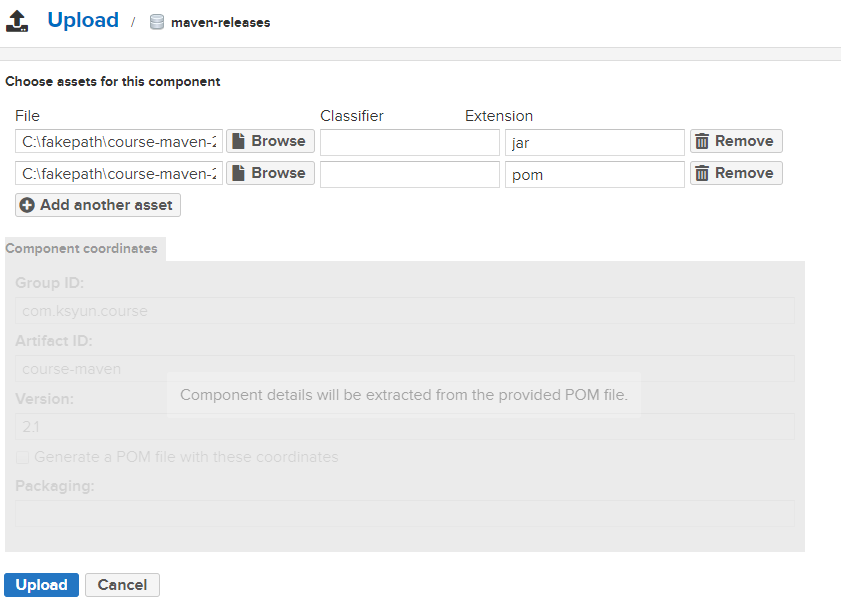 Upload / maven-releases
Choose assets for this component
File Classifier Extension
C:\fakepath\course-maven-2 Browse jar Remove
C:\fakepath\course-maven-2 Browse pom Remove
Add another asset
Component coordinates
Group ID:
com.ksyun.course
Artifact ID:
course-maven
Component details will be extracted from the provided POM file.
Version:
2.1
Generate a POM file with these coordinates
Packaging:
Upload Cancel